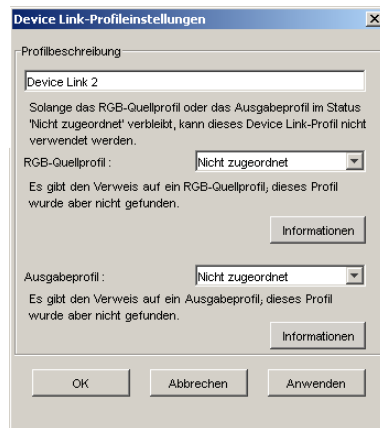 Device Link-Profileinstellungen
Profilbeschreibung
Device Link 2
Solange das RGB-Quellprofil oder das Ausgabeprofil im Status
'Nicht zugeordnet' verbleibt, kann dieses Device Link-Profil nicht
verwendet werden.
RGB-Quellprofil : Nicht zugeordnet
Es gibt den Verweis auf ein RGB-Quellprofil; dieses Profil
wurde aber nicht gefunden.
Informationen
Ausgabeprofil : Nicht zugeordnet
Es gibt den Verweis auf ein Ausgabeprofil; dieses Profil
wurde aber nicht gefunden.
Informationen
OK Abbrechen Anwenden